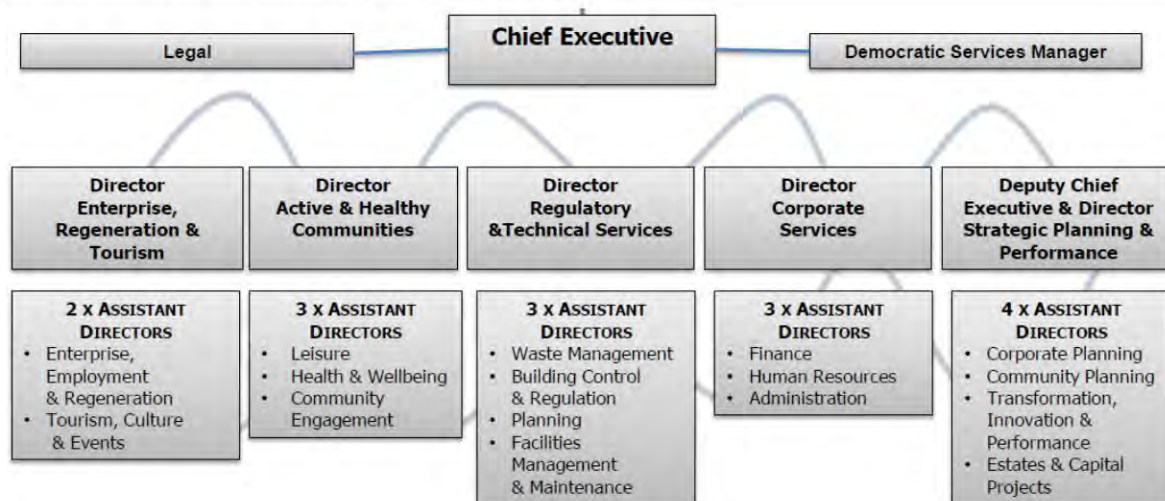 Chief Executive
Legal
Democratic Services Manager
Director
Enterprise,
Regeneration &
Tourism
Director
Active & Healthy
Communities
Director
Regulatory
&Technical Services
Director
Corporate
Services
Deputy Chief
Executive & Director
Strategic Planning &
Performance
2 x ASSISTANT
DIRECTORS
• Enterprise,
Employment
& Regeneration
• Tourism, Culture
& Events
3 x ASSISTANT
DIRECTORS
• Leisure
• Health & Wellbeing
• Community
Engagement
3 x ASSISTANT
DIRECTORS
• Waste Management
• Building Control
& Regulation
• Planning
• Facilities
Management
& Maintenance
3 x ASSISTANT
DIRECTORS
• Finance
• Human Resources
• Administration
4 x ASSISTANT
DIRECTORS
• Corporate Planning
• Community Planning
• Transformation,
Innovation &
Performance
• Estates & Capital
Projects